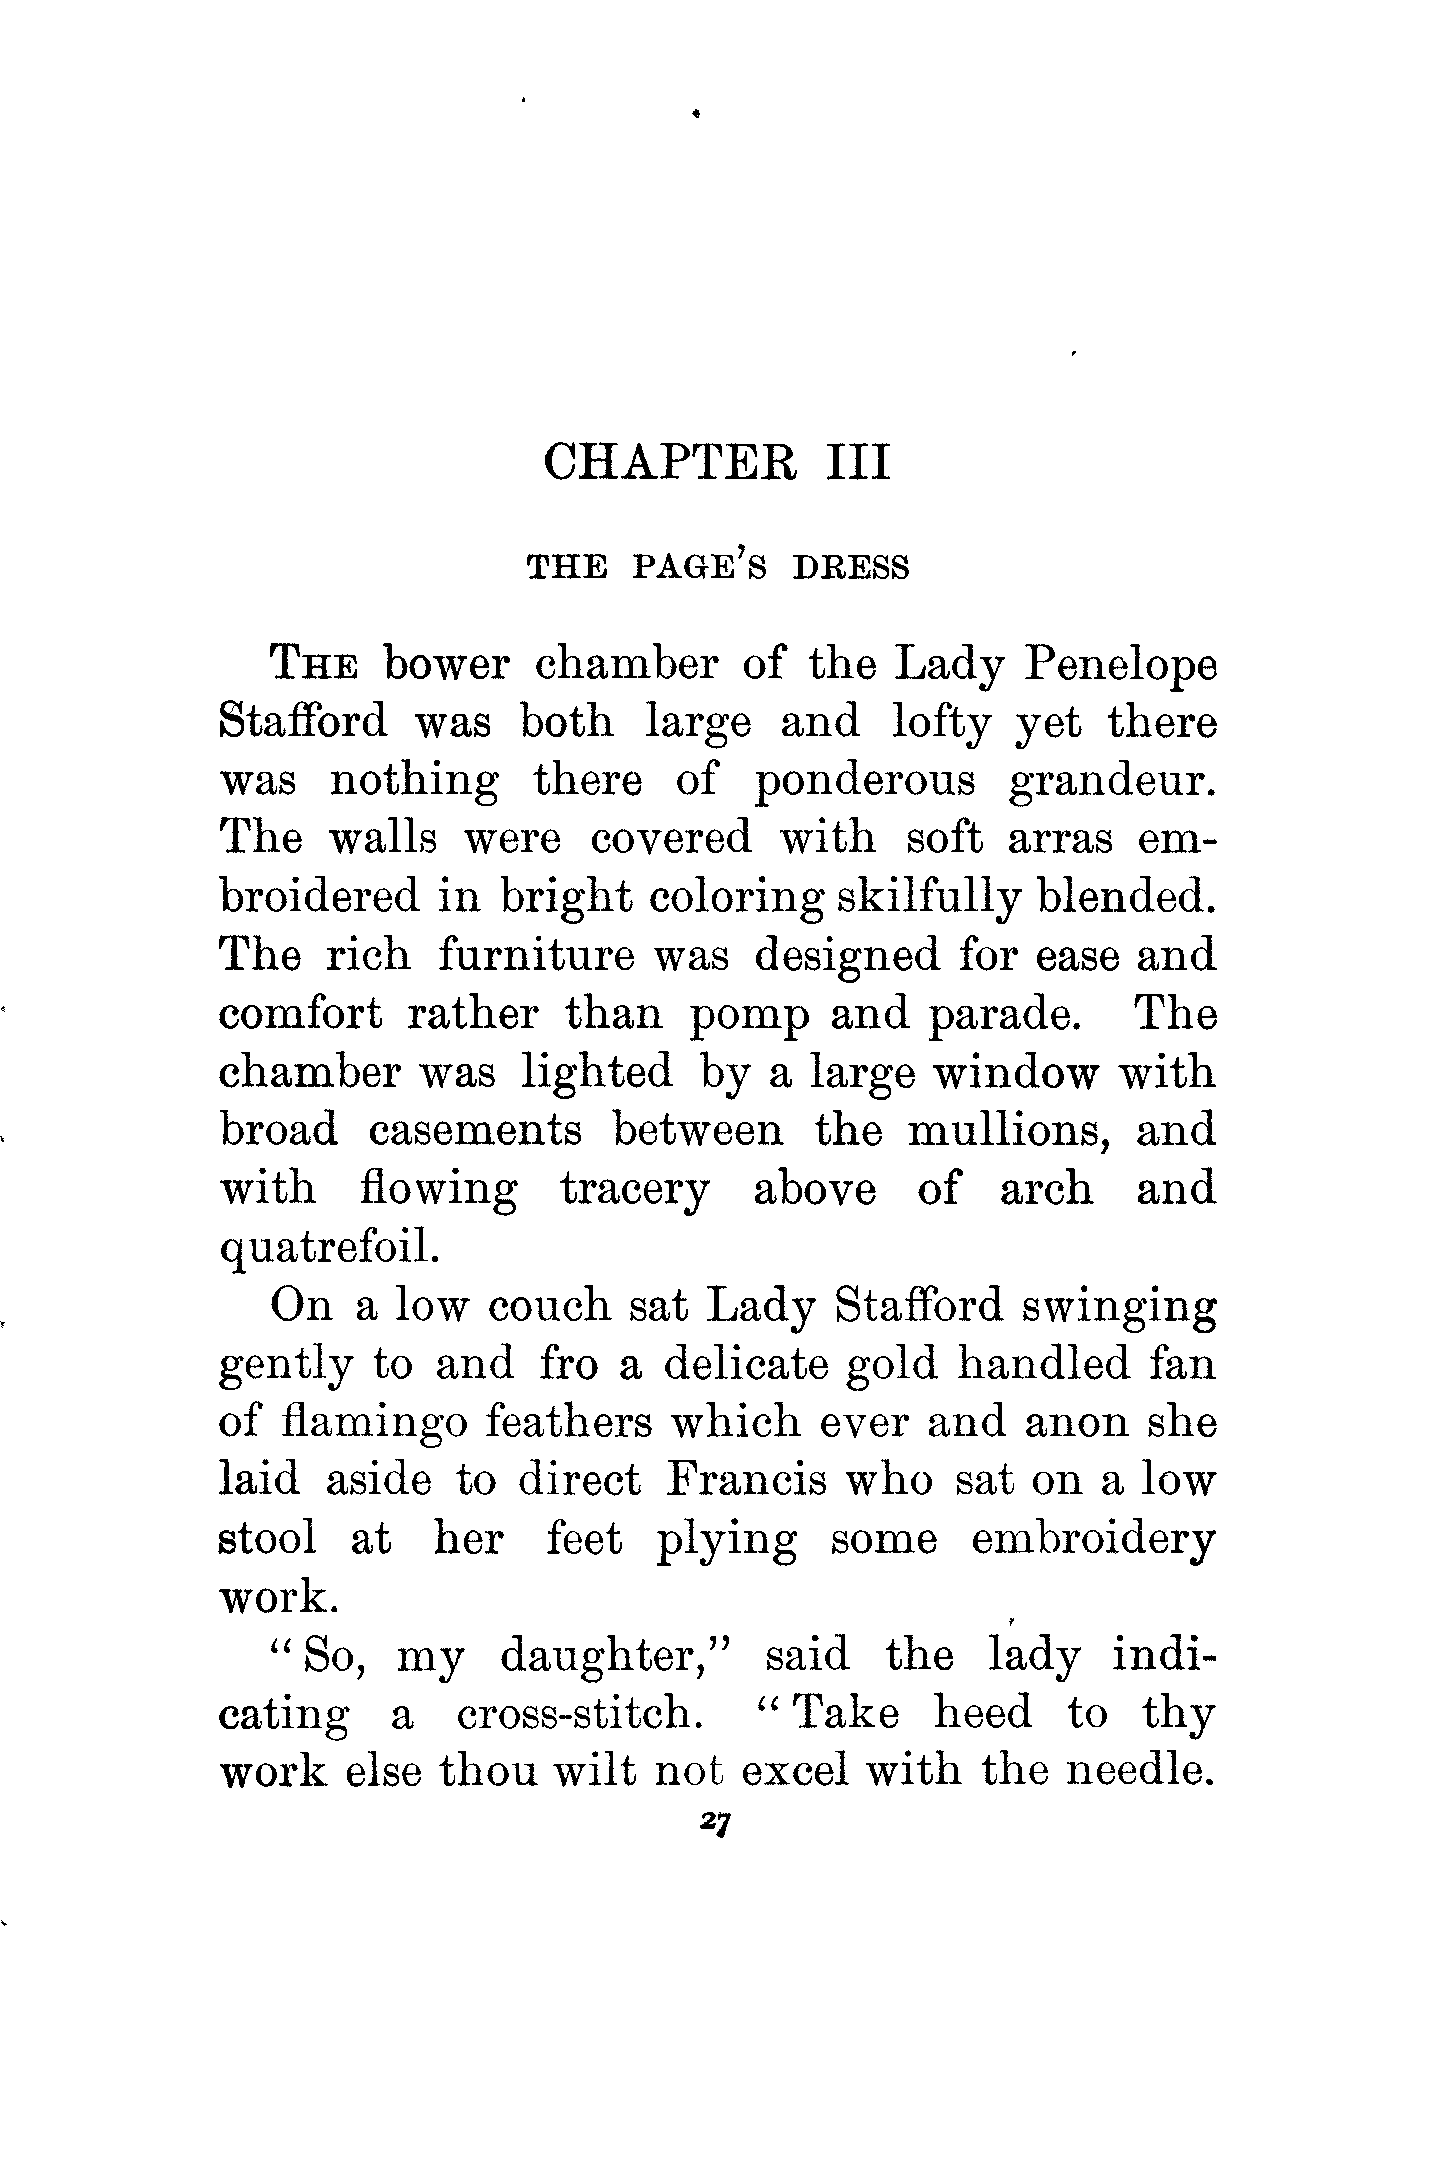 CHAPTER III
THE PAGE'S DRESS
THE bower chamber of the Lady Penelope
Stafford was both large and lofty yet there
was nothing there of ponderous grandeur.
The walls were covered with soft arras em-
broidered in bright coloring skilfully blended.
The rich furniture was designed for ease and
comfort rather than pomp and parade. The
chamber was lighted by a large window with
broad casements between the mullions, and
with flowing tracery above of arch and
quatrefoil.
On a low couch sat Lady Stafford swinging
gently to and fro a delicate gold handled fan
of flamingo feathers which ever and anon she
laid aside to direct Francis who sat on a low
stool at her feet plying some embroidery
work.
"So, my daughter," said the lady indi-
cating a cross-stitch. "Take heed to thy
work else thou wilt not excel with the needle.
27